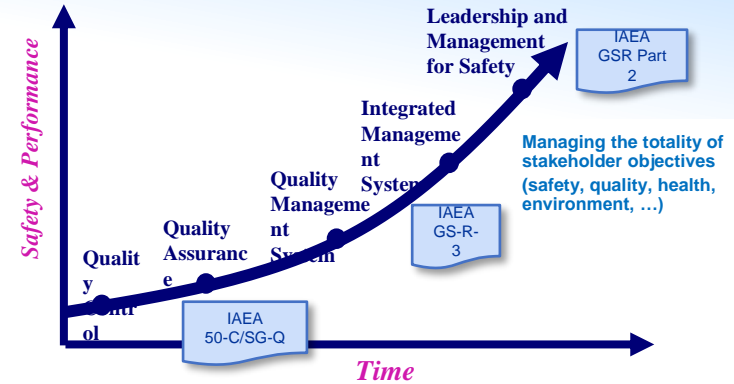 Leadership and
Management
for Safety
IAEA
GSR Part
2
Safety & Performance
Integrated
Manageme
nt
System
Managing the totality of
stakeholder objectives
(safety, quality, health,
environment, …)
Quality
Manageme
nt
System
IAEA
GS-R-
3
Quality
Assuranc
e
Qualit
y
Contr
ol
IAEA
50-C/SG-Q
Time